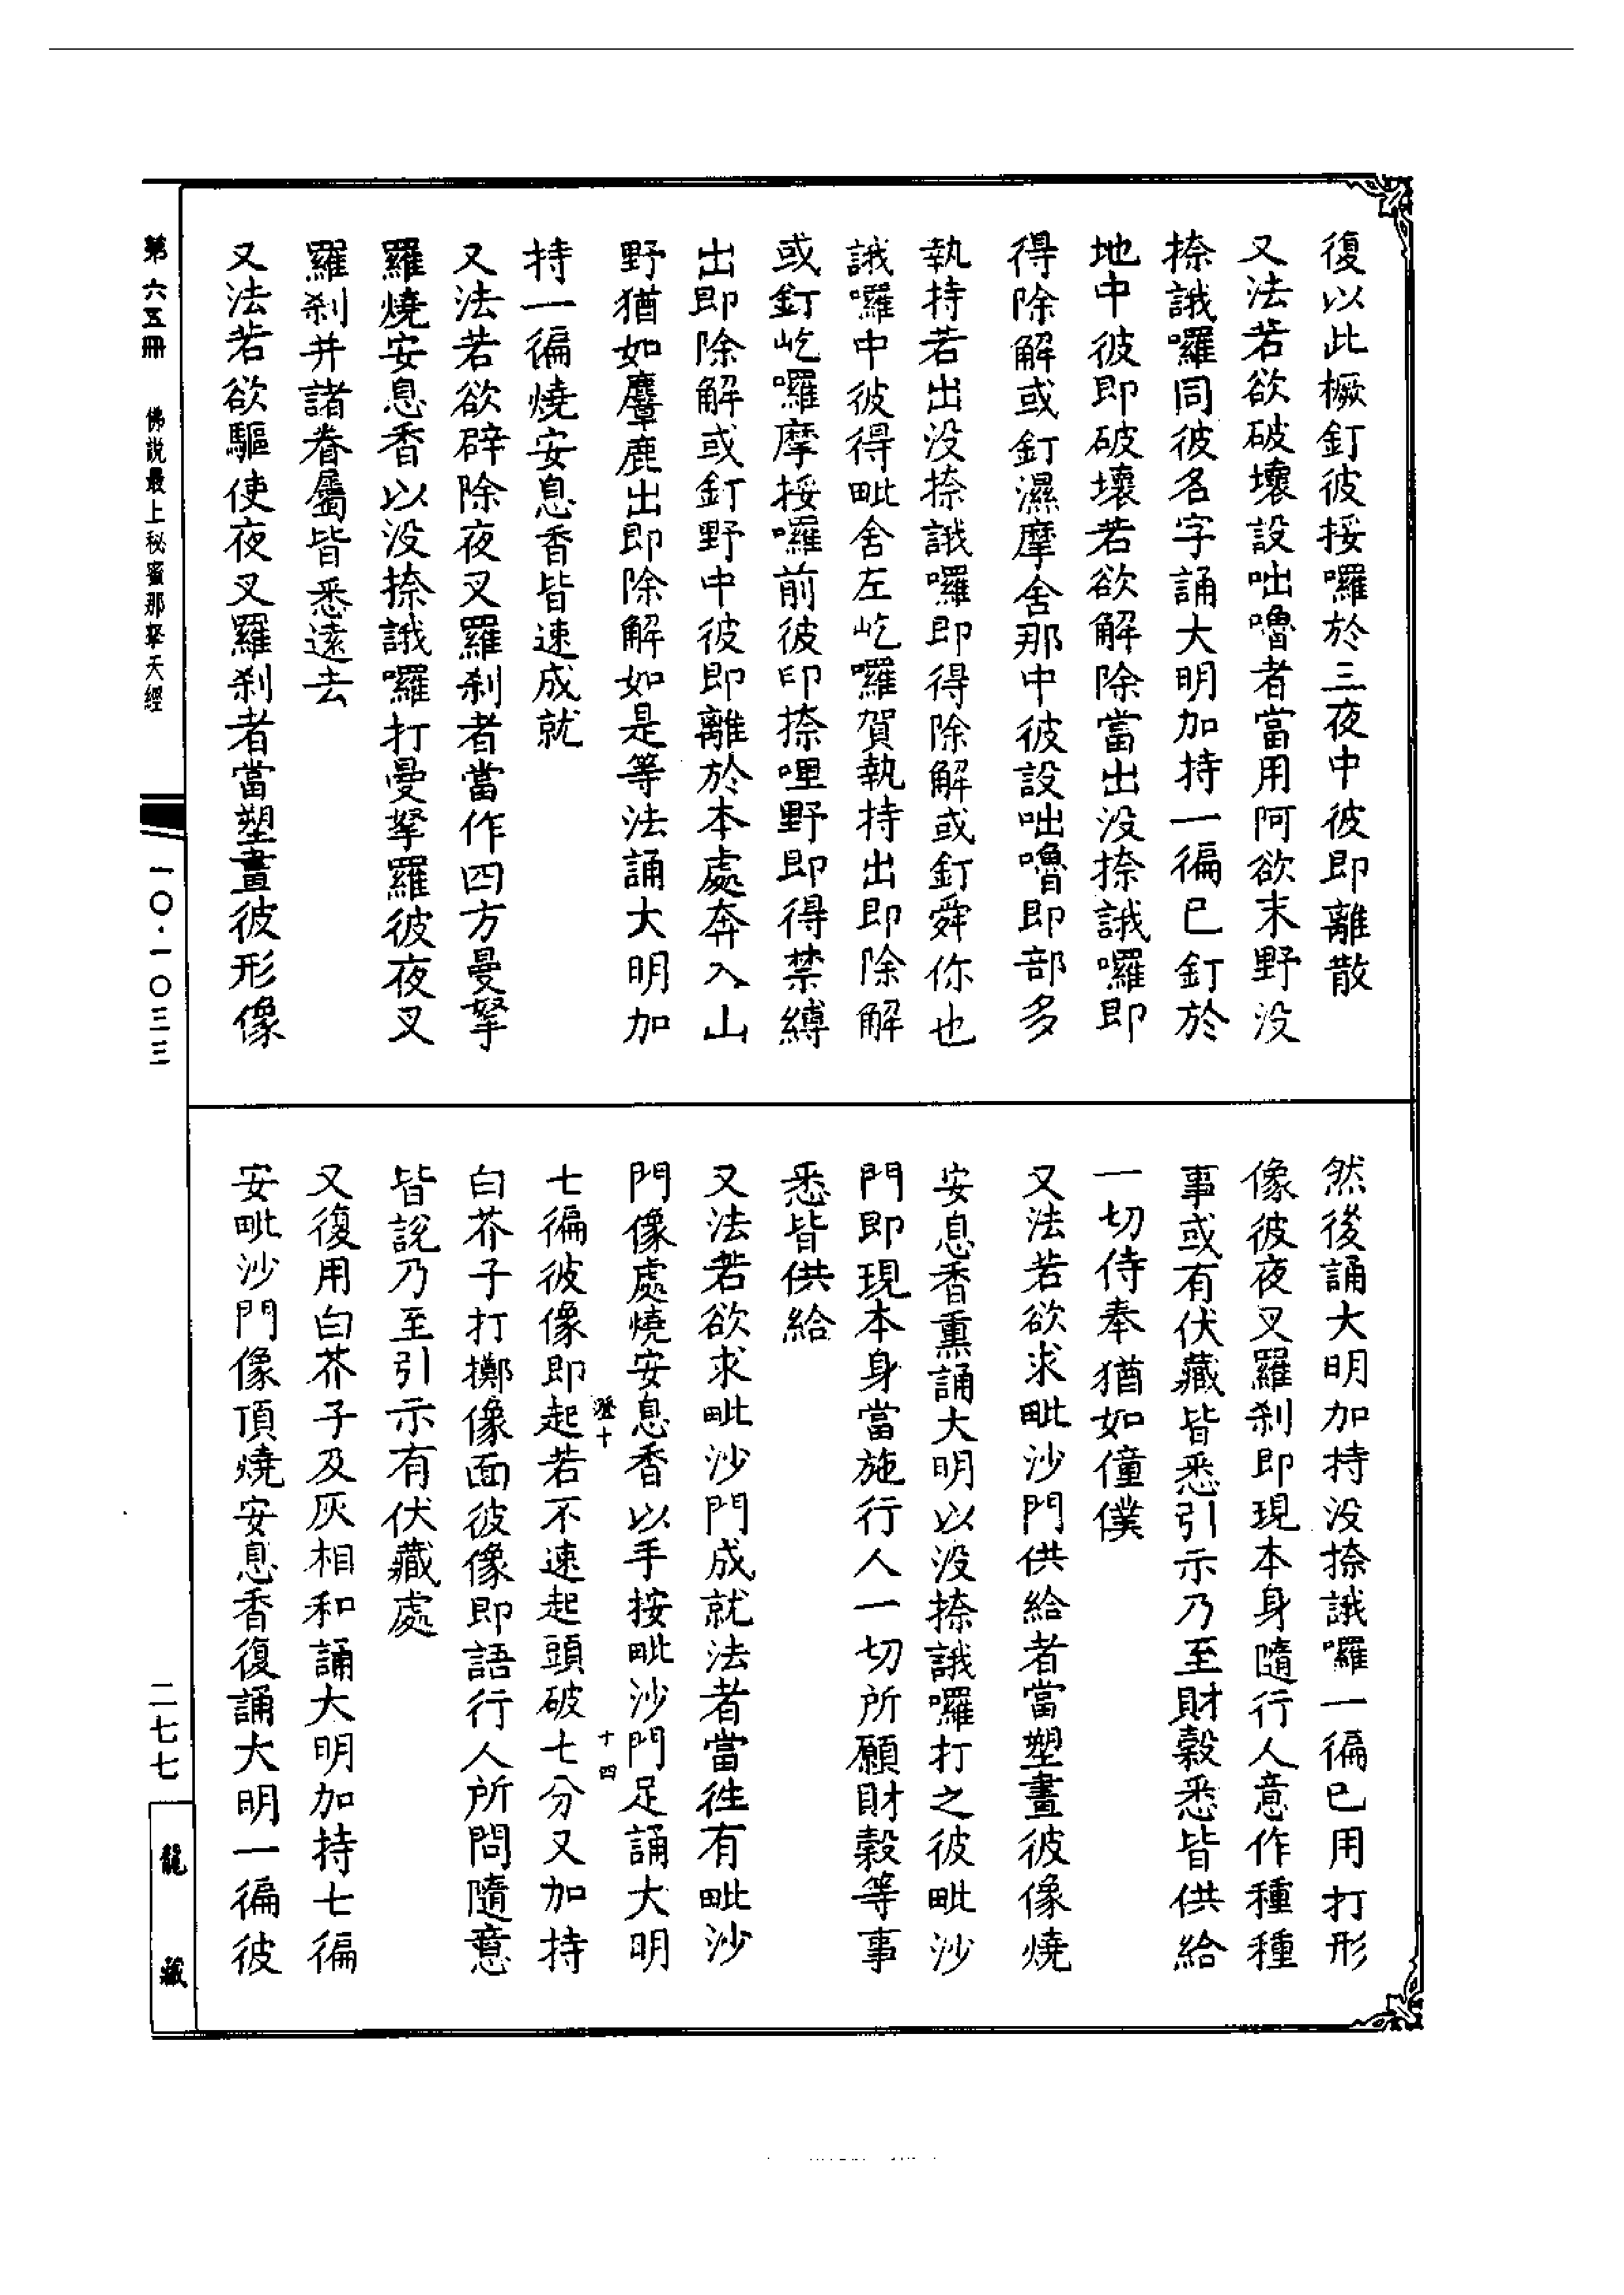 復以此橛釘彼挼囉於三夜中彼即離散
又法若欲破壞設咄嚕者當用阿欲末野没
捺誐囉同彼名字誦大明加持一徧已釘於
地中彼即破壞若欲解除當出没捺誐囉即
得除解或釘濕摩舍那中彼設咄嚕即部多
執持若出没捺誐囉即得除解或釘舜你也
誐囉中彼得毗舍左屹囉賀執持出即除解
或釘屹囉摩挼囉前彼印捺哩野即得禁縛
出即除解或釘野中彼即離於本處奔入山
野猶如麞鹿出即除解如是等法誦大明加
持一徧燒安息香皆速成就
又法若欲辟除夜叉羅刹者當作四方曼拏
羅燒安息香以没捺誐囉打曼拏羅彼夜叉
羅刹并諸眷屬皆悉遠去
又法若欲驅使夜叉羅刹者當塑畫彼形像
然後誦大明加持没捺誐囉一徧已用打形
像彼夜叉羅刹即現本身隨行人意作種種
事或有伏藏皆悉引示乃至財穀悉皆供給
一切侍奉猶如僮僕
又法若欲求毗沙門供給者當塑畫彼像燒
安息香熏誦大明以没捺誐囉打之彼毗沙
門即現本身當施行人一切所願財穀等事
悉皆供給
又法若欲求毗沙門成就法者當徃有毗沙
門像處燒安息香以手按毗沙門足誦大明
十
十四
七徧彼像即起若不速起頭破七分又加持
白芥子打擲像面彼像即語行人所問隨意
皆說乃至引示有伏藏處
又復用白芥子及灰相和誦大明加持七徧
安毗沙門像頂燒安息香復誦大明一徧彼
第六五冊　佛說最上秘蜜那拏天經
一〇·一〇三三
二七七
龍藏